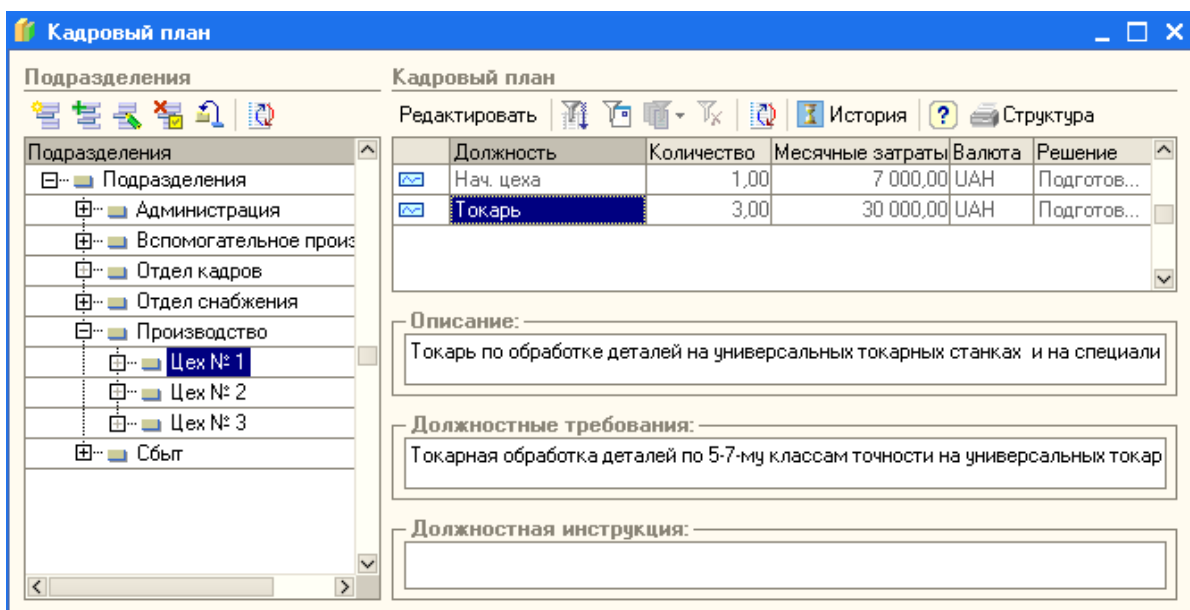 Кадровый план
Подразделения
Подразделения
Подразделения
Администрация
Вспомогательное произ
Отдел кадров
Отдел снабжения
Производство
Цех № 1
Цех № 2
Цех № 3
Сбыт
Кадровый план
Редактировать История ? Структура
Должность Количество Месячные затраты Валюта Решение
Нач. цеха 1,00 7 000,00 UAH Подготов...
Токарь 3,00 30 000,00 UAH Подготов...
Описание:
Токарь по обработке деталей на универсальных токарных станках и на специали
Должностные требования:
Токарная обработка деталей по 5-7-му классам точности на универсальных токар
Должностная инструкция: